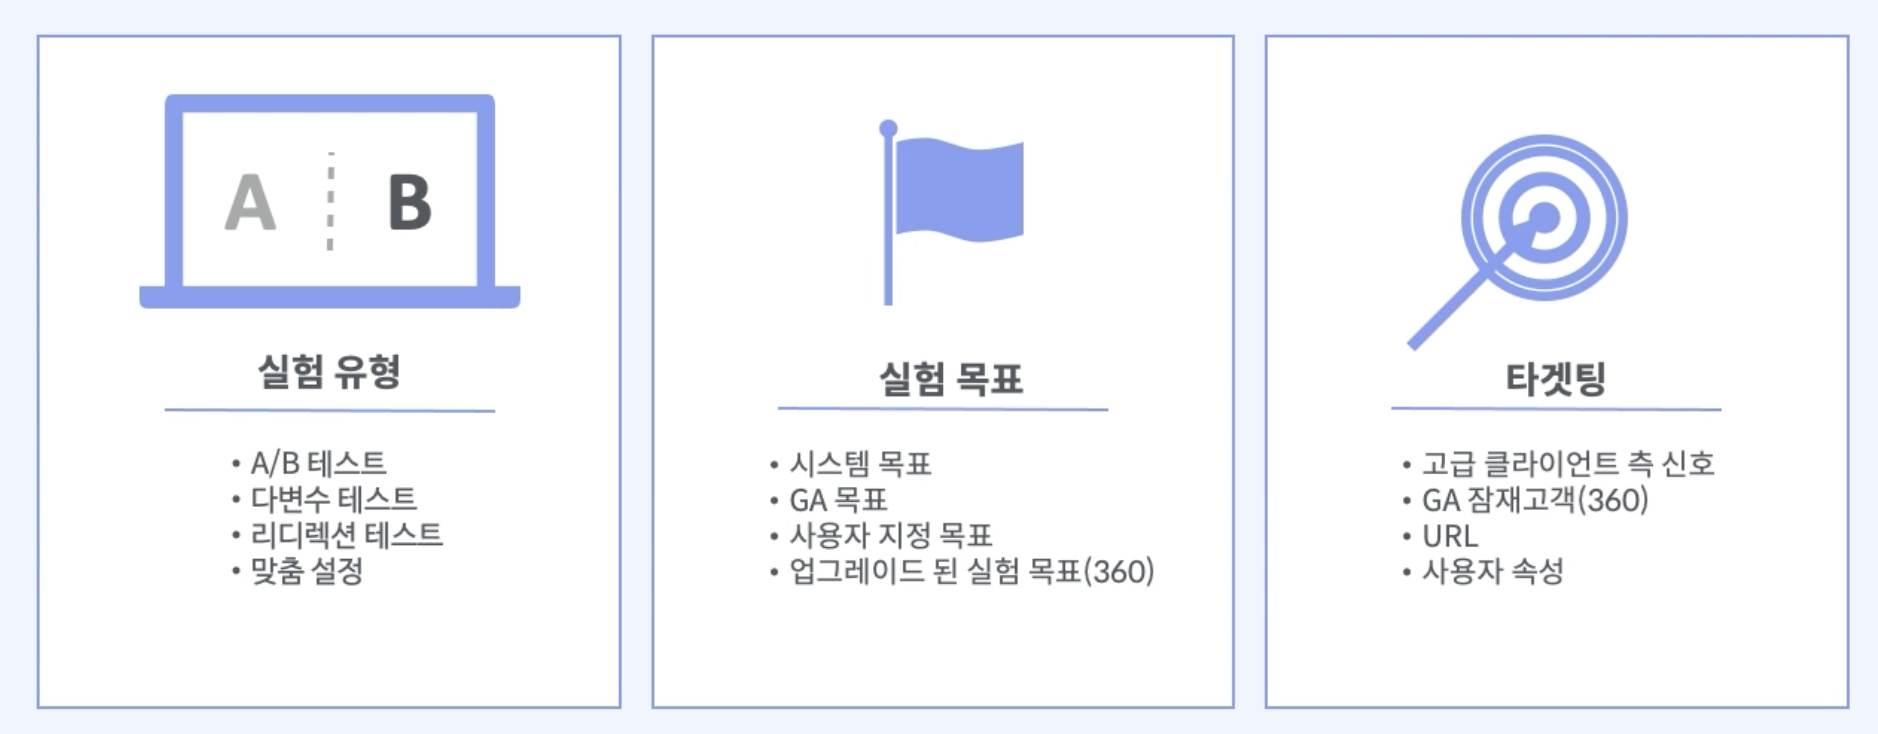 A
B
실험 유형
• A/B 테스트
• 다변수 테스트
• 리디렉션 테스트
• 맞춤 설정
실험 목표
• 시스템 목표
• GA 목표
• 사용자 지정 목표
• 업그레이드 된 실험 목표(360)
타겟팅
• 고급 클라이언트 측 신호
• GA 잠재고객(360)
• URL
• 사용자 속성